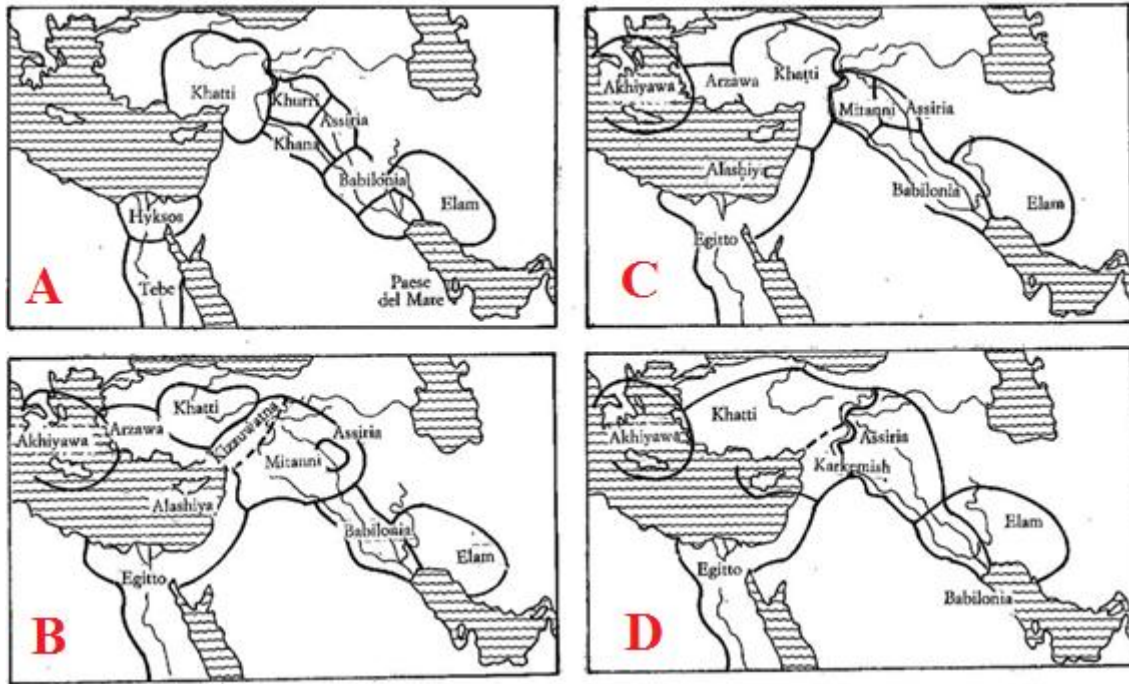 Khatti
Khurri
Assiria
Khana
Babilonia
Elam
Hyksos
Tebe
Paese
del Mare
A
Akhiyawa
Arzawa
Khatti
Mitanni
Assiria
Alashiya
Babilonia
Elam
Egitto
C
Khatti
Akhiyawa
Arzawa
Kizzuwatna
Assiria
Mitanni
Alashiya
Babilonia
Elam
Egitto
B
Khatti
Akhiyawa
Assiria
Karkemish
Elam
Egitto
Babilonia
D